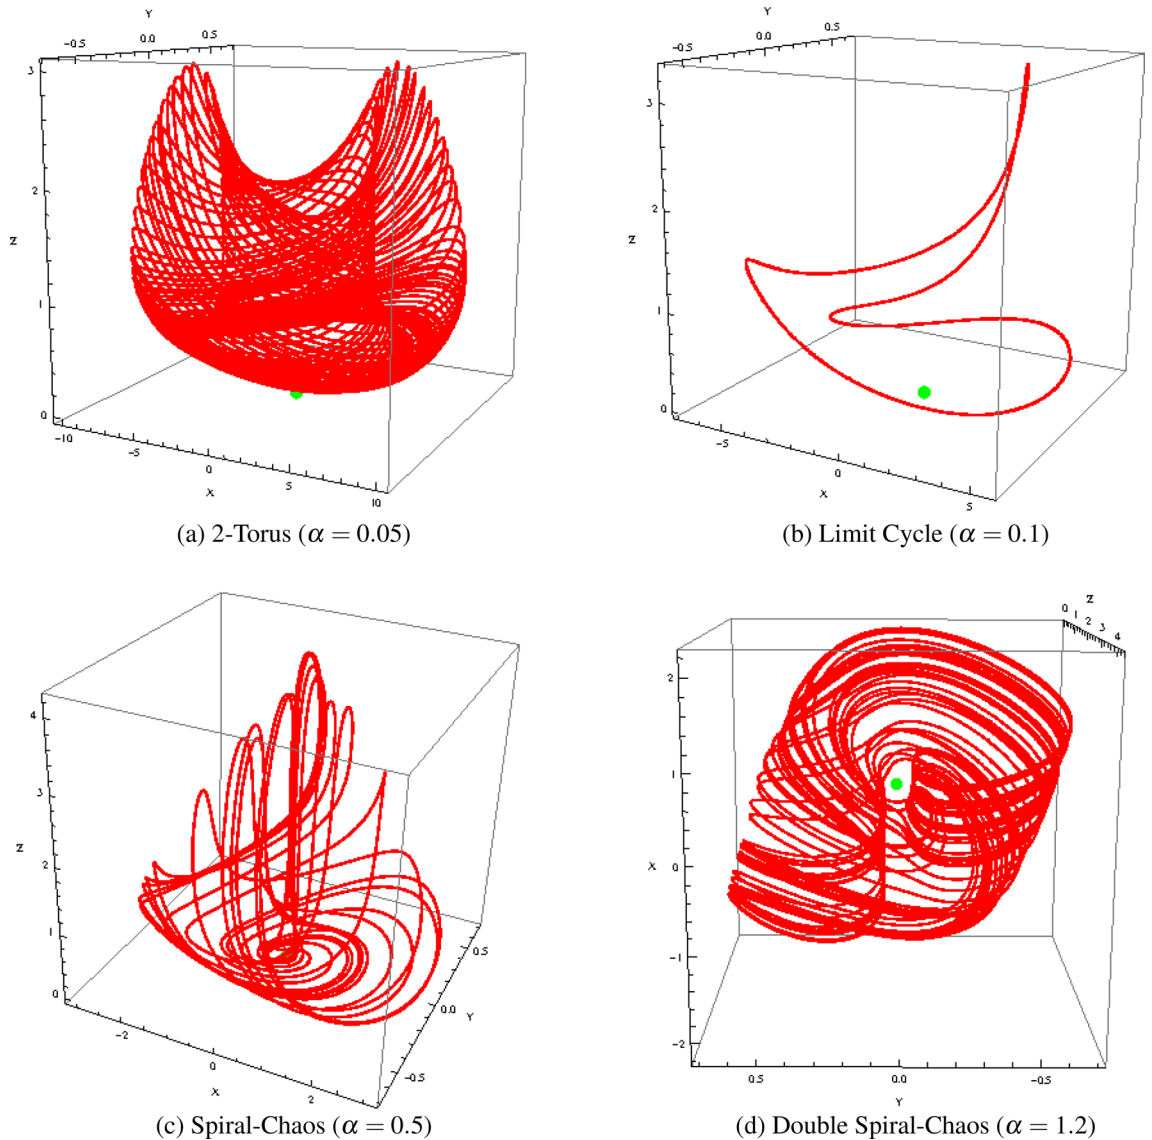 Y
-0.5 0.0 0.5
3
2
Z
1
0
-10 -5 0 5 10
X
(a) 2-Torus (α = 0.05)
Y
-0.5 0.0 0.5
3
2
Z
1
0
-5 0 5
X
(b) Limit Cycle (α = 0.1)
4
3
Z
2
1
0
-2 0 2
X
0.5
0.0 Y
-0.5
(c) Spiral-Chaos (α = 0.5)
Z
0 1 2 3 4
2
1
X 0
-1
-2
0.5 0.0 -0.5
Y
(d) Double Spiral-Chaos (α = 1.2)